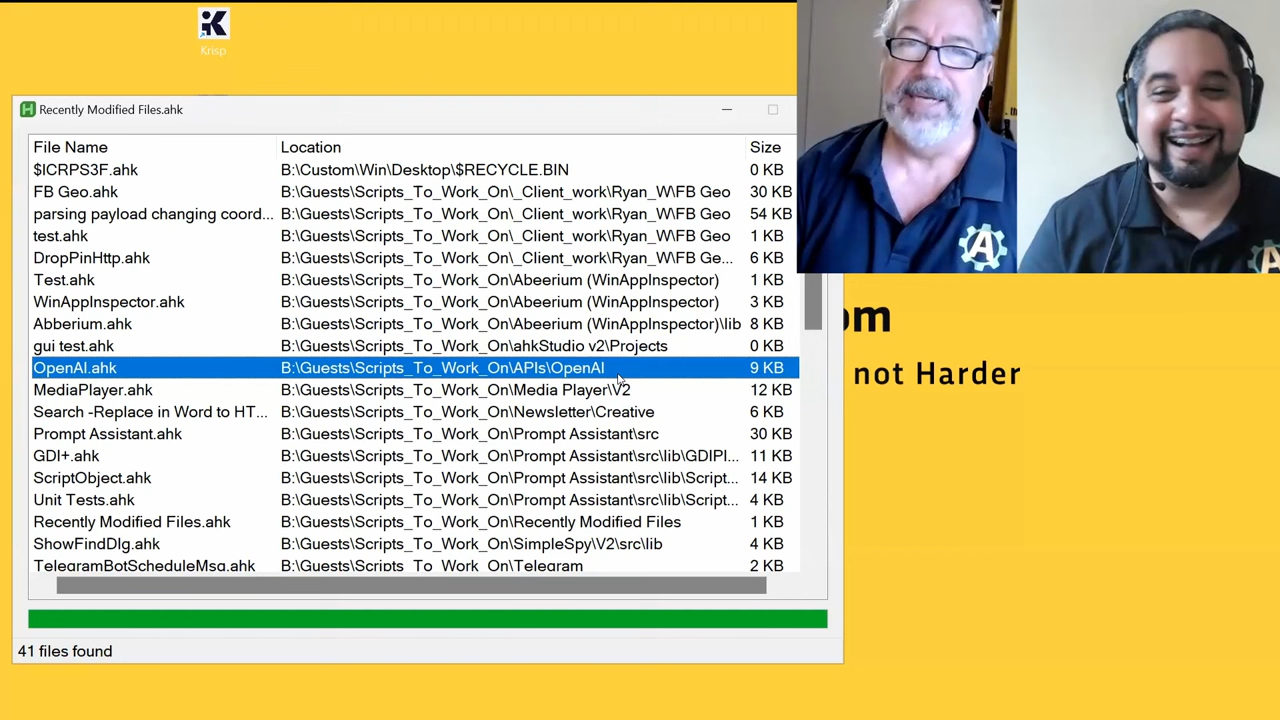 Krisp
Recently Modified Files.ahk
File Name Location Size
$ICRPS3F.ahk B:\Custom\Win\Desktop\$RECYCLE.BIN 0 KB
FB Geo.ahk B:\Guests\Scripts_To_Work_On\_Client_work\Ryan_W\FB Geo 30 KB
parsing payload changing coord... B:\Guests\Scripts_To_Work_On\_Client_work\Ryan_W\FB Geo 54 KB
test.ahk B:\Guests\Scripts_To_Work_On\_Client_work\Ryan_W\FB Geo 1 KB
DropPinHttp.ahk B:\Guests\Scripts_To_Work_On\_Client_work\Ryan_W\FB Ge... 6 KB
Test.ahk B:\Guests\Scripts_To_Work_On\Abeerium (WinAppInspector) 1 KB
WinAppInspector.ahk B:\Guests\Scripts_To_Work_On\Abeerium (WinAppInspector) 3 KB
Abberium.ahk B:\Guests\Scripts_To_Work_On\Abeerium (WinAppInspector)\lib 8 KB
gui test.ahk B:\Guests\Scripts_To_Work_On\ahkStudio v2\Projects 0 KB
OpenAI.ahk B:\Guests\Scripts_To_Work_On\APIs\OpenAI 9 KB
MediaPlayer.ahk B:\Guests\Scripts_To_Work_On\Media Player\V2 12 KB
Search -Replace in Word to HT... B:\Guests\Scripts_To_Work_On\Newsletter\Creative 6 KB
Prompt Assistant.ahk B:\Guests\Scripts_To_Work_On\Prompt Assistant\src 30 KB
GDI+.ahk B:\Guests\Scripts_To_Work_On\Prompt Assistant\src\lib\GDIPl... 11 KB
ScriptObject.ahk B:\Guests\Scripts_To_Work_On\Prompt Assistant\src\lib\Script... 14 KB
Unit Tests.ahk B:\Guests\Scripts_To_Work_On\Prompt Assistant\src\lib\Script... 4 KB
Recently Modified Files.ahk B:\Guests\Scripts_To_Work_On\Recently Modified Files 1 KB
ShowFindDlg.ahk B:\Guests\Scripts_To_Work_On\SimpleSpy\V2\src\lib 4 KB
TelegramBotScheduleMsg.ahk B:\Guests\Scripts_To_Work_On\Telegram 2 KB
41 files found
om
not Harder
A
A